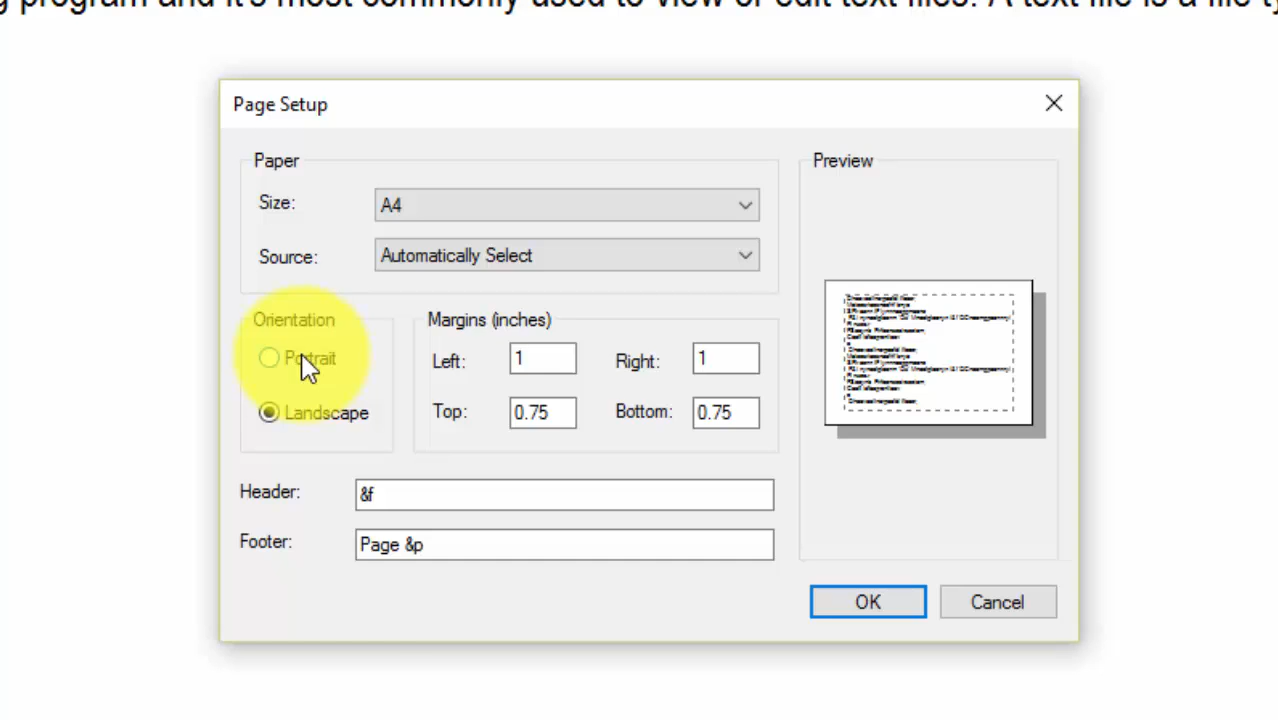 program and it's most commonly used to view or edit text files. A text file is a file
Page Setup
Paper
Size:
A4
Source:
Automatically Select
Orientation
Portrait
Landscape
Margins (inches)
Left:
1
Right:
1
Top:
0.75
Bottom:
0.75
Header:
&f
Footer:
Page &p
Preview
OK
Cancel